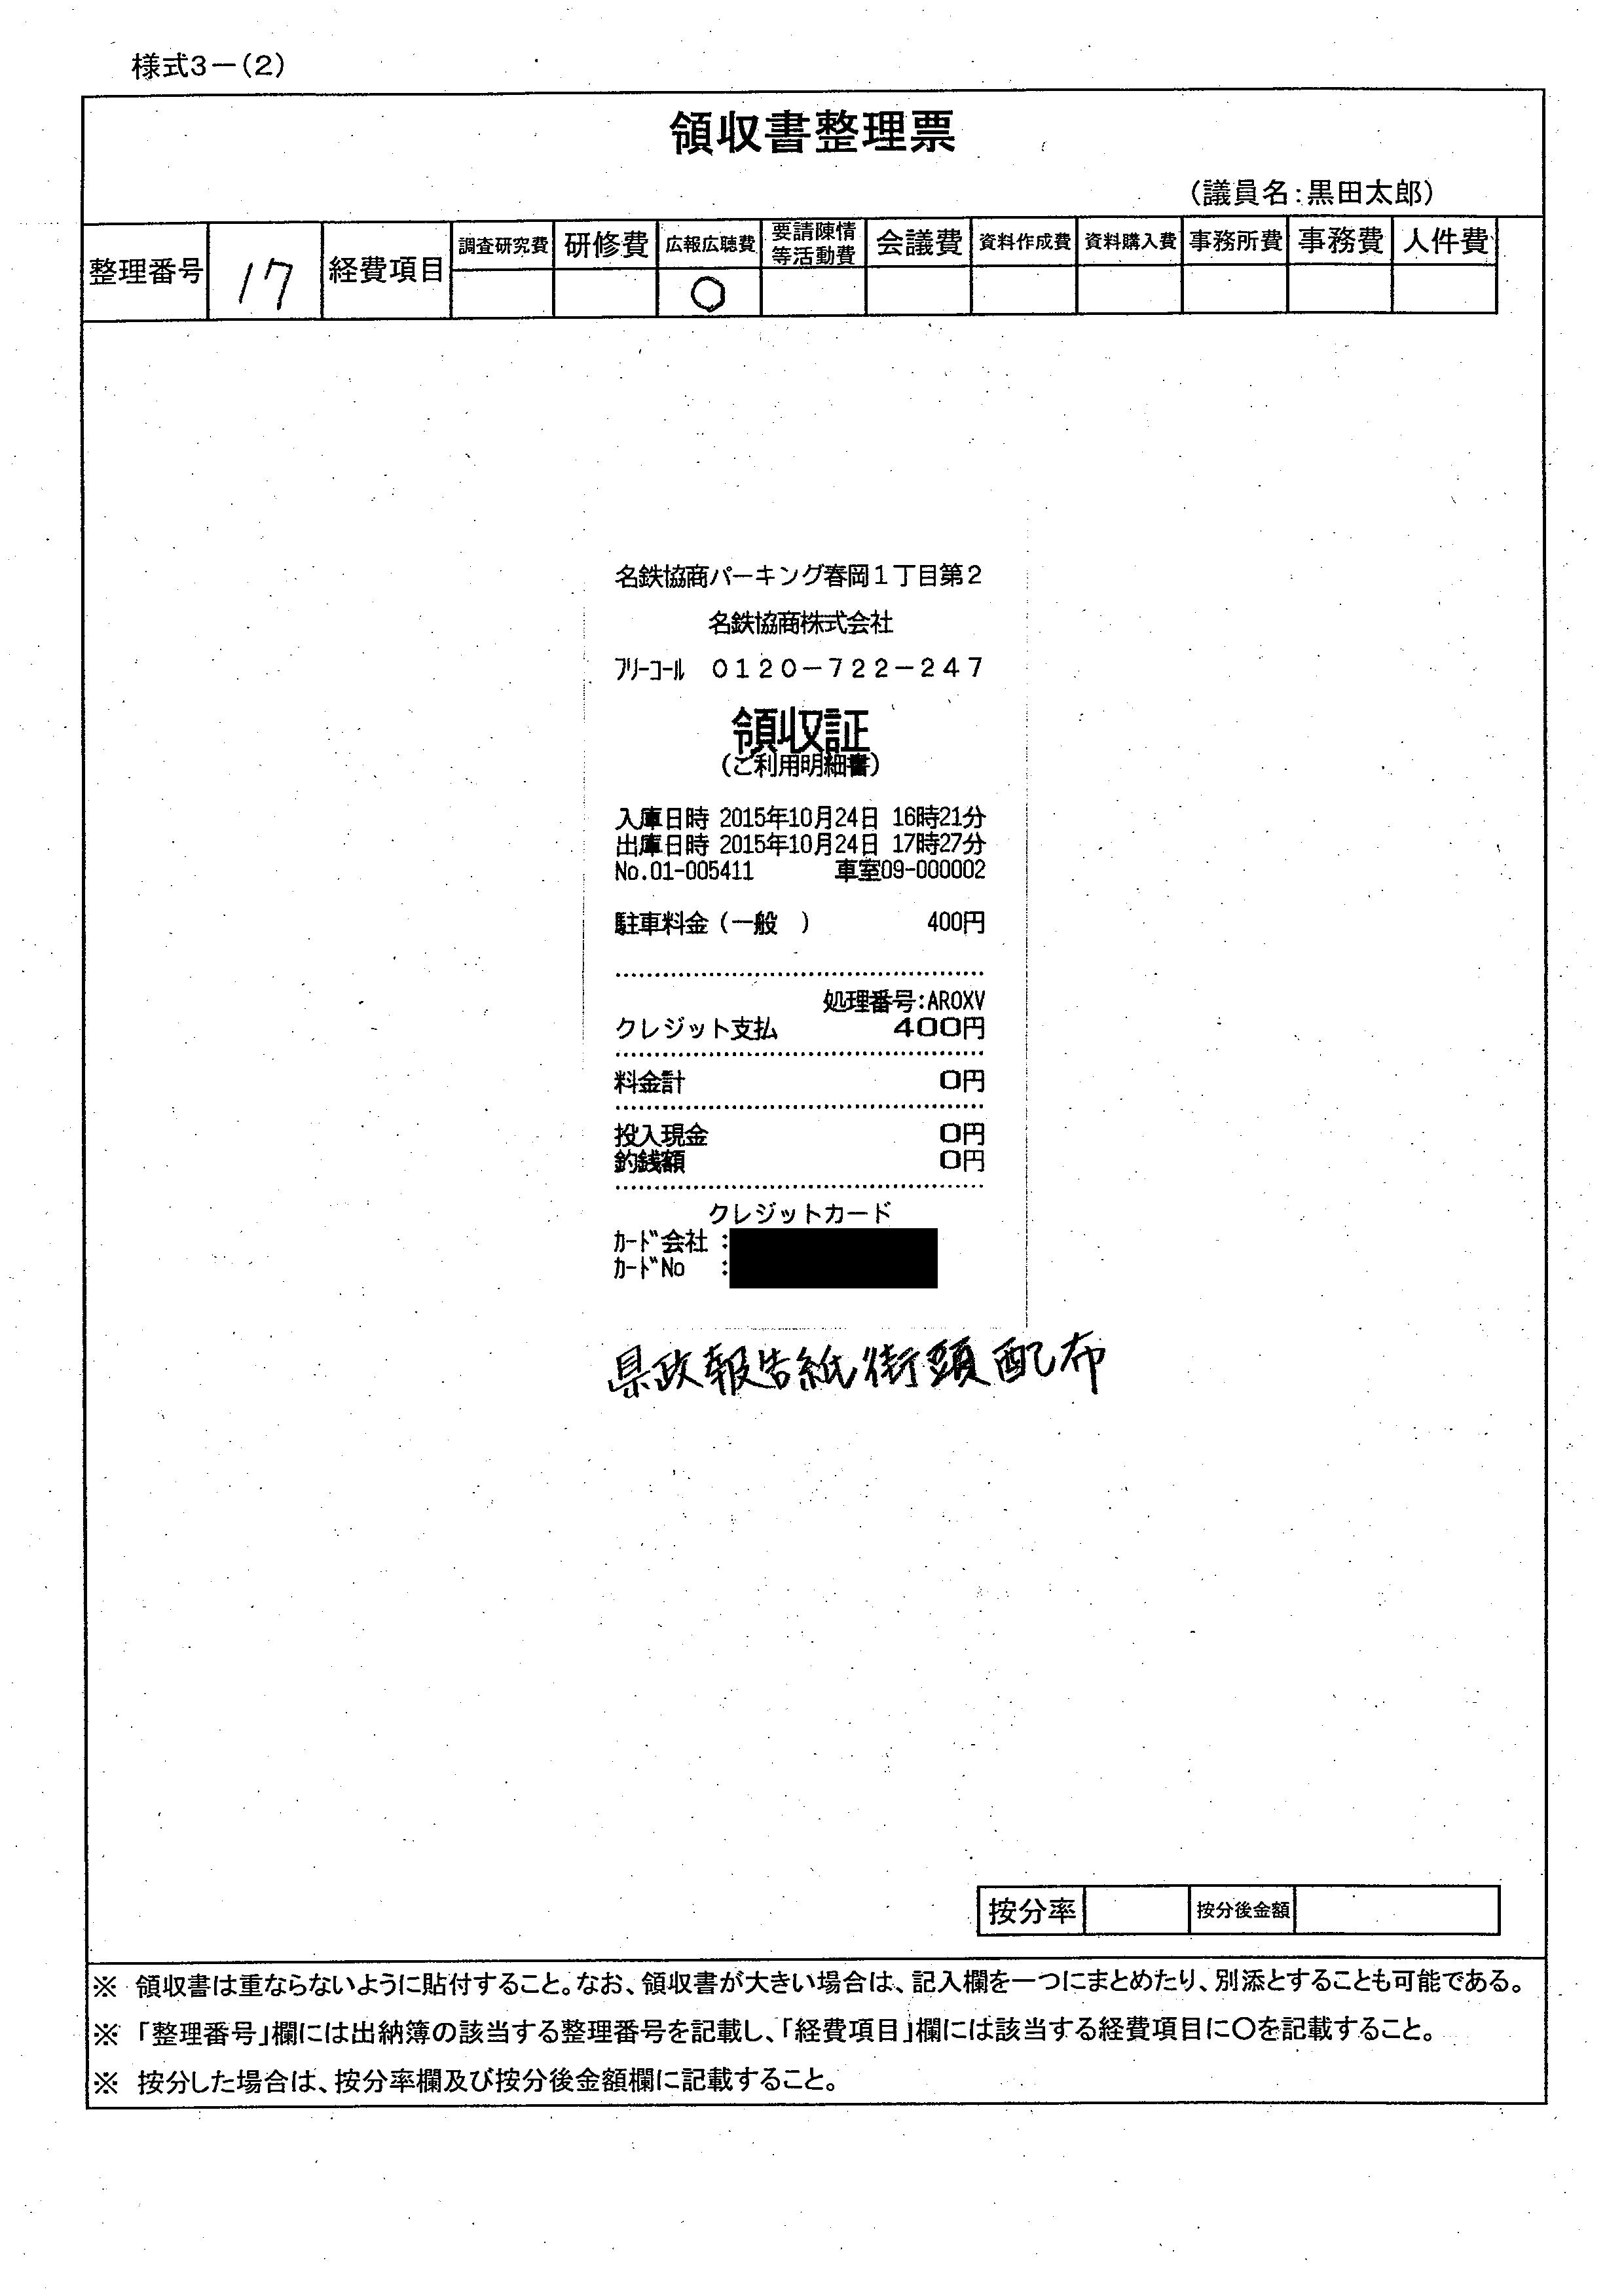 様式3－(2)
領収書整理票
(議員名:黒田太郎)
整理番号 17 経費項目 調査研究費 研修費 広報広聴費 要請陳情等活動費 会議費 資料作成費 資料購入費 事務所費 事務費 人件費
○
名鉄協商パーキング春岡1丁目第2
名鉄協商株式会社
ﾌﾘｰｺｰﾙ 0120－722－247
領収証
(ご利用明細書)
入庫日時 2015年10月24日 16時21分
出庫日時 2015年10月24日 17時27分
No.01-005411 車室09-000002
駐車料金(一般 ) 400円
処理番号:AROXV
クレジット支払 400円
料金計 0円
投入現金 0円
釣銭額 0円
クレジットカード
ｶｰﾄﾞ会社 :
ｶｰﾄﾞNo :
県政報告紙街頭配布
按分率 按分後金額
※ 領収書は重ならないように貼付すること。なお、領収書が大きい場合は、記入欄を一つにまとめたり、別添とすることも可能である。
※ 「整理番号」欄には出納簿の該当する整理番号を記載し、「経費項目」欄には該当する経費項目に○を記載すること。
※ 按分した場合は、按分率欄及び按分後金額欄に記載すること。